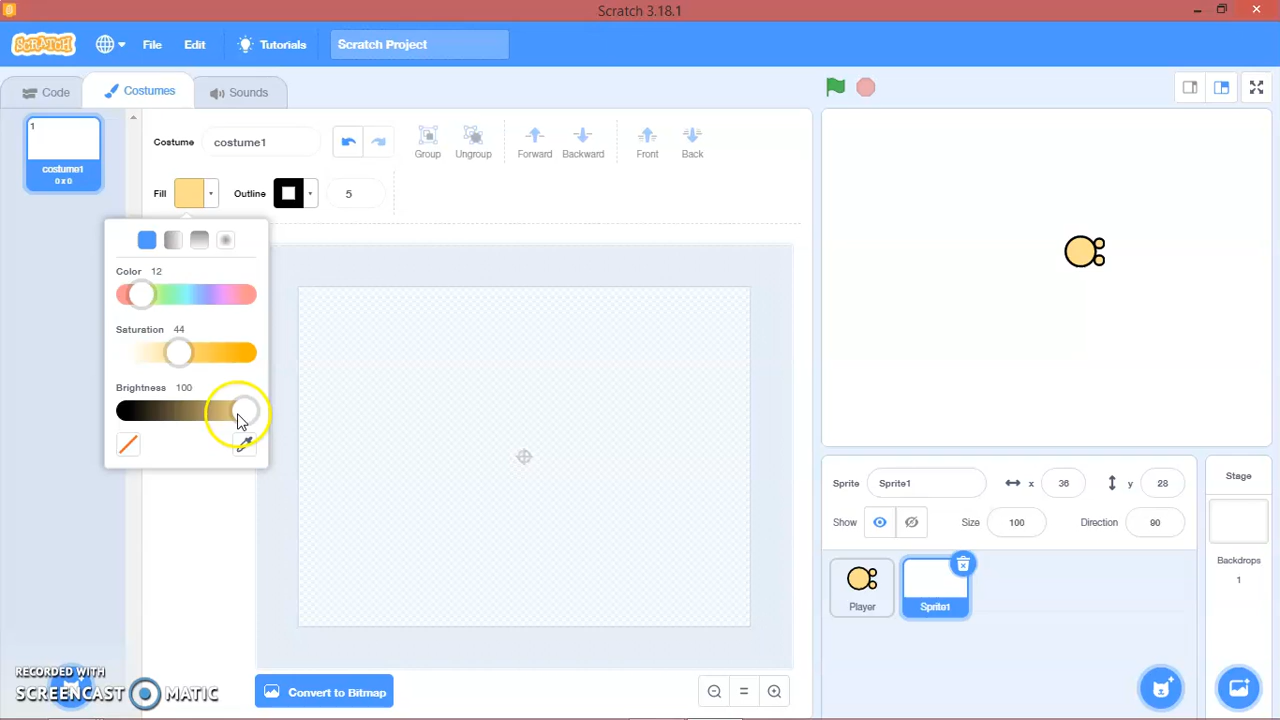 Scratch 3.18.1
SCRATCH
File
Edit
Tutorials
Scratch Project
Code
Costumes
Sounds
1
costume1
0 x 0
Costume
costume1
Group
Ungroup
Forward
Backward
Front
Back
Fill
Outline
5
Color 12
Saturation 44
Brightness 100
Convert to Bitmap
Sprite
Sprite1
x
36
y
28
Show
Size
100
Direction
90
Player
Sprite1
Stage
Backdrops
1
RECORDED WITH
SCREENCAST MATIC